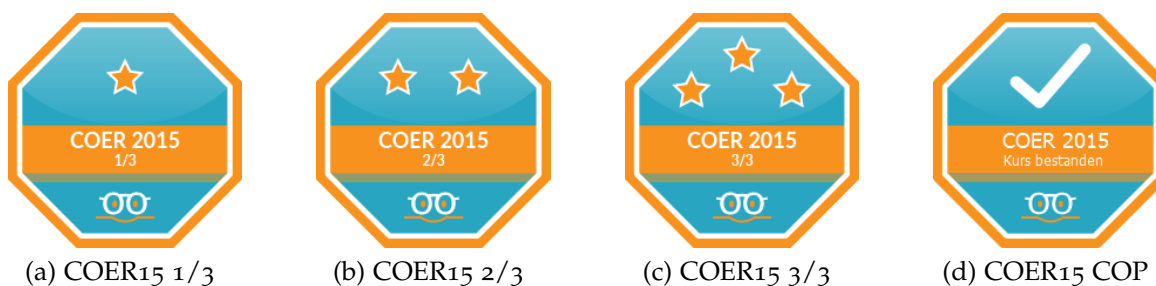 COER 2015
1/3
COER 2015
2/3
COER 2015
3/3
COER 2015
Kurs bestanden
(a) COER15 1/3
(b) COER15 2/3
(c) COER15 3/3
(d) COER15 COP